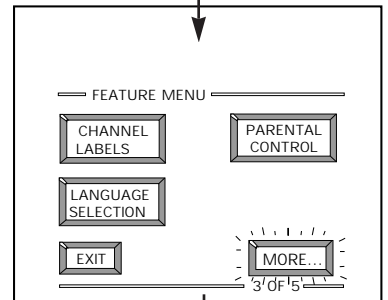 FEATURE MENU
CHANNEL
LABELS
PARENTAL
CONTROL
LANGUAGE
SELECTION
EXIT
MORE...
3 OF 5